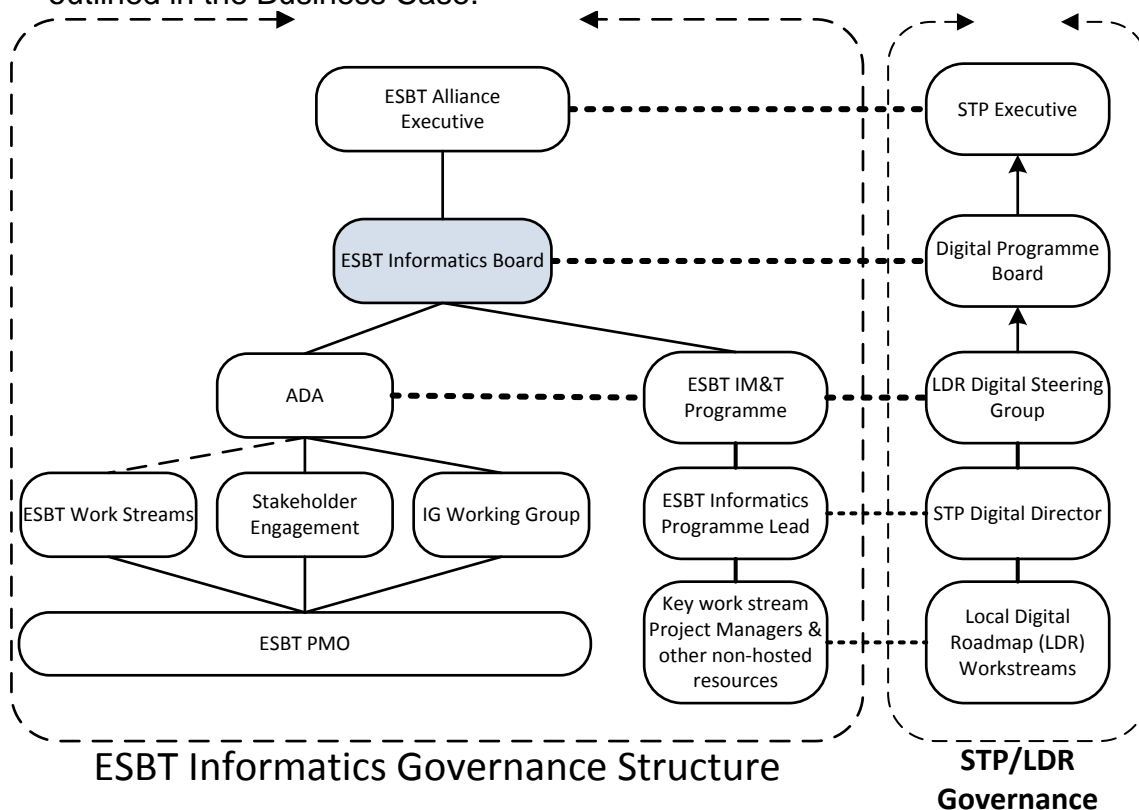 outlined in the Business Case.
ESBT Alliance
Executive
STP Executive
ESBT Informatics Board
Digital Programme
Board
ADA
ESBT IM&T
Programme
LDR Digital Steering
Group
ESBT Work Streams
Stakeholder
Engagement
IG Working Group
ESBT Informatics
Programme Lead
STP Digital Director
ESBT PMO
Key work stream
Project Managers &
other non-hosted
resources
Local Digital
Roadmap (LDR)
Workstreams
ESBT Informatics Governance Structure
STP/LDR
Governance